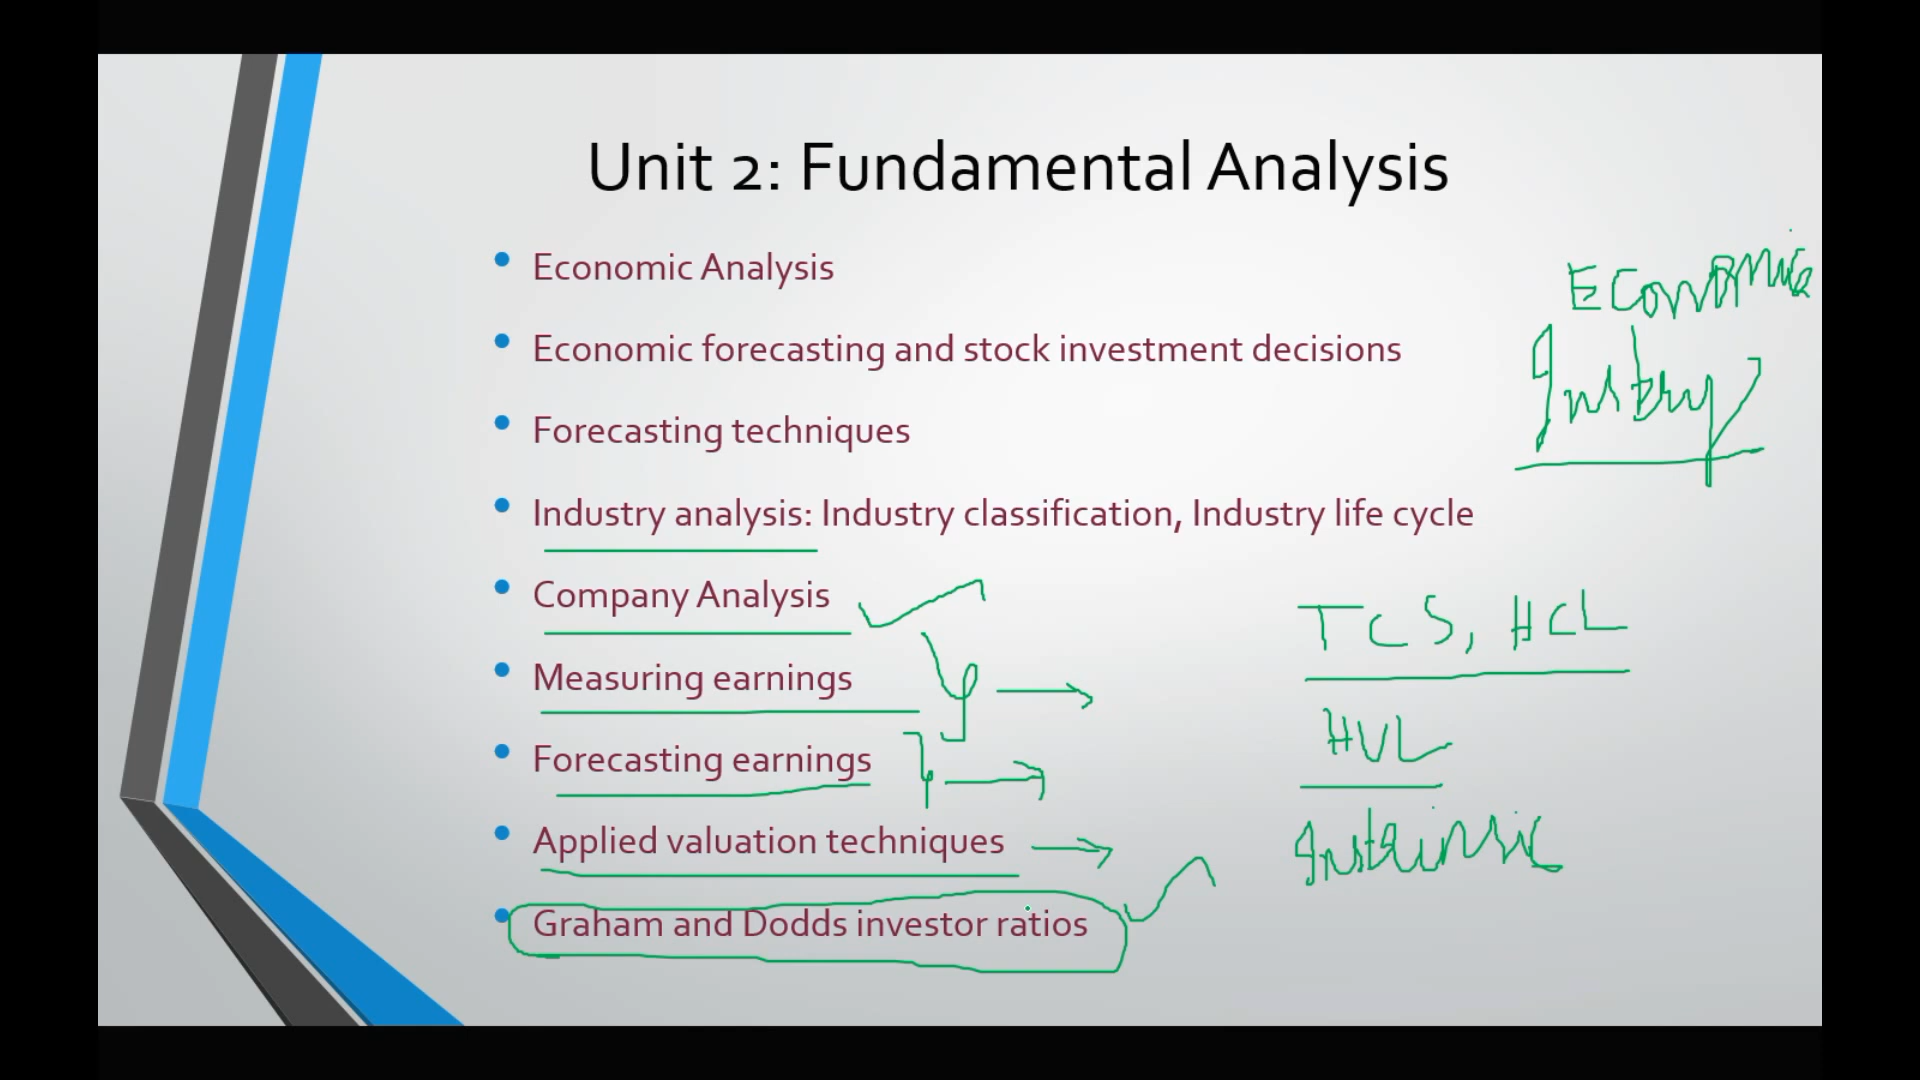 Unit 2: Fundamental Analysis
• Economic Analysis
• Economic forecasting and stock investment decisions
• Forecasting techniques
• Industry analysis: Industry classification, Industry life cycle
• Company Analysis
• Measuring earnings
• Forecasting earnings
• Applied valuation techniques
• Graham and Dodds investor ratios
Economic
TCS, HCL
HUL